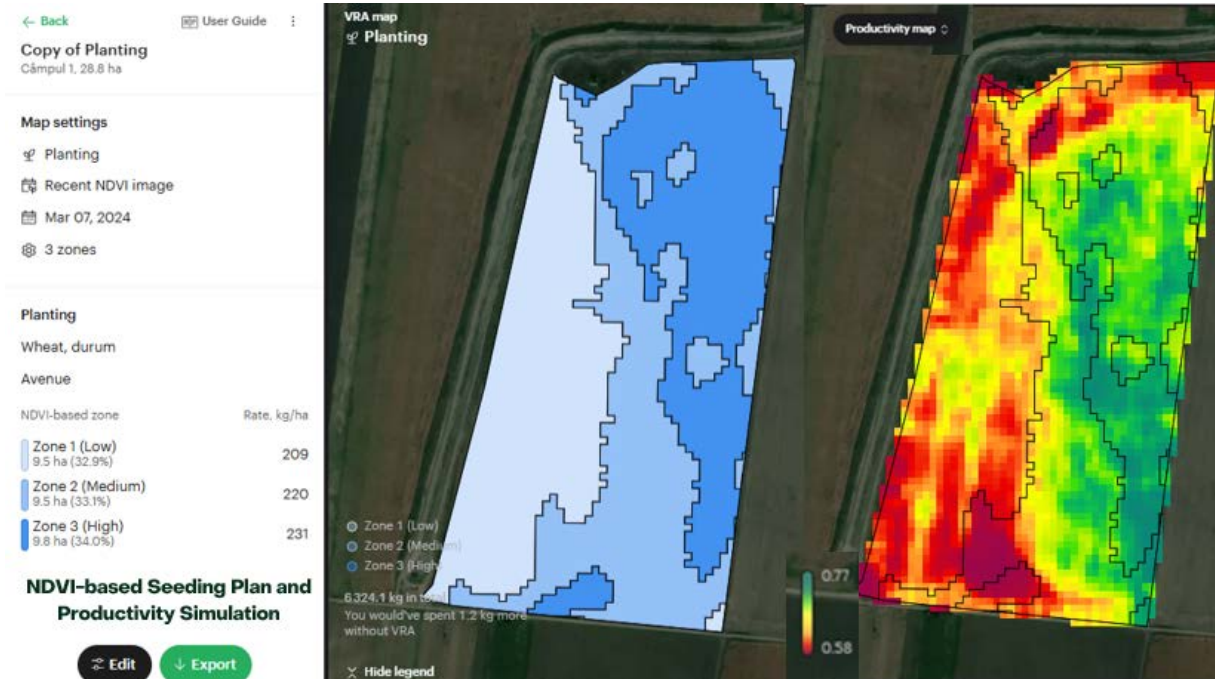 ← Back
User Guide
Copy of Planting
Câmpul 1, 28.8 ha
Map settings
Planting
Recent NDVI image
Mar 07, 2024
3 zones
Planting
Wheat, durum
Avenue
NDVI-based zone Rate, kg/ha
Zone 1 (Low) 209
9.5 ha (32.9%)
Zone 2 (Medium) 220
9.5 ha (33.1%)
Zone 3 (High) 231
9.8 ha (34.0%)
NDVI-based Seeding Plan and
Productivity Simulation
Edit
Export
VRA map
Planting
Zone 1 (Low)
Zone 2 (Medium)
Zone 3 (High)
6 324.1 kg in total
You would've spent 1.2 kg more
without VRA
Hide legend
Productivity map
0.77
0.58